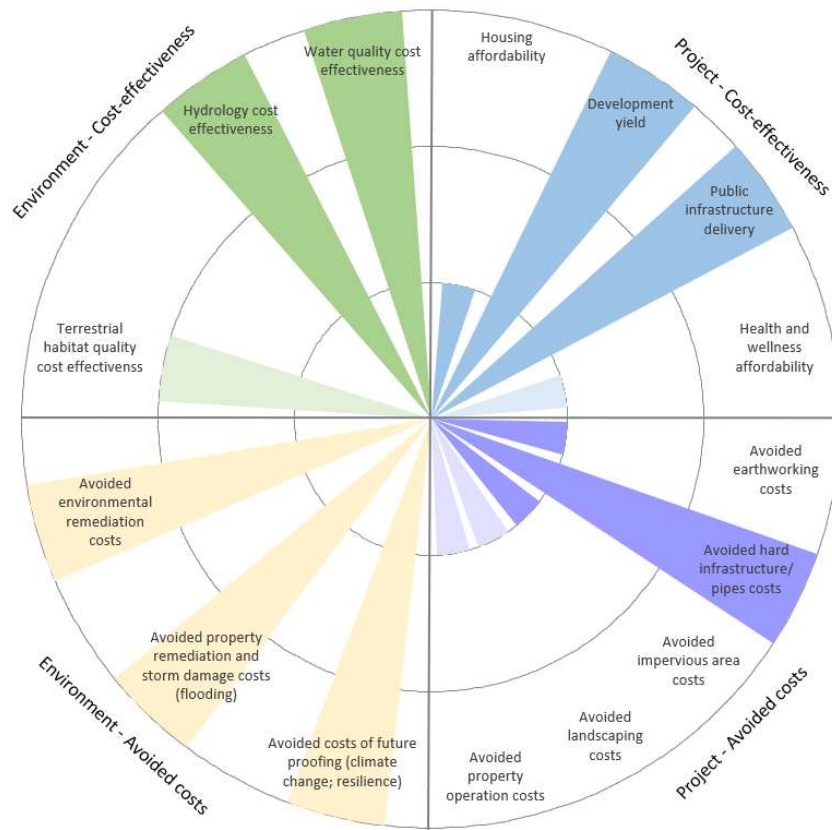 Environment - Cost-effectiveness
Project - Cost-effectiveness
Water quality cost
effectiveness
Housing
affordability
Hydrology cost
effectiveness
Development
yield
Public
infrastructure
delivery
Terrestrial
habitat quality
cost effectivenss
Health and
wellness
affordability
Avoided
environmental
remediation
costs
Avoided
earthworking
costs
Avoided hard
infrastructure/
pipes costs
Avoided property
remediation and
storm damage costs
(flooding)
Avoided
impervious area
costs
Avoided costs of future
proofing (climate
change; resilience)
Avoided
landscaping
costs
Avoided
property
operation costs
Environment - Avoided costs
Project - Avoided costs